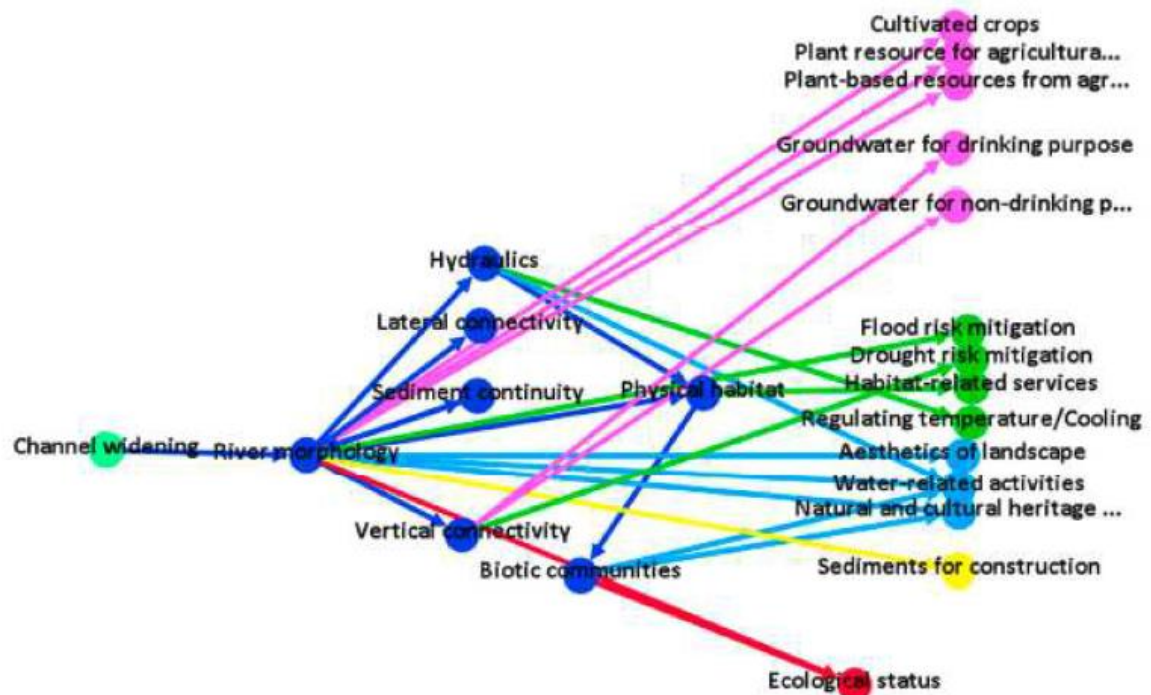 Cultivated crops
Plant resource for agricultura...
Plant-based resources from agr...
Groundwater for drinking purpose
Groundwater for non-drinking p...
Hydraulics
Lateral connectivity
Flood risk mitigation
Drought risk mitigation
Sediment continuity
Physical habitat
Habitat-related services
Regulating temperature/Cooling
Channel widening
River morphology
Aesthetics of landscape
Water-related activities
Natural and cultural heritage ...
Vertical connectivity
Biotic communities
Sediments for construction
Ecological status